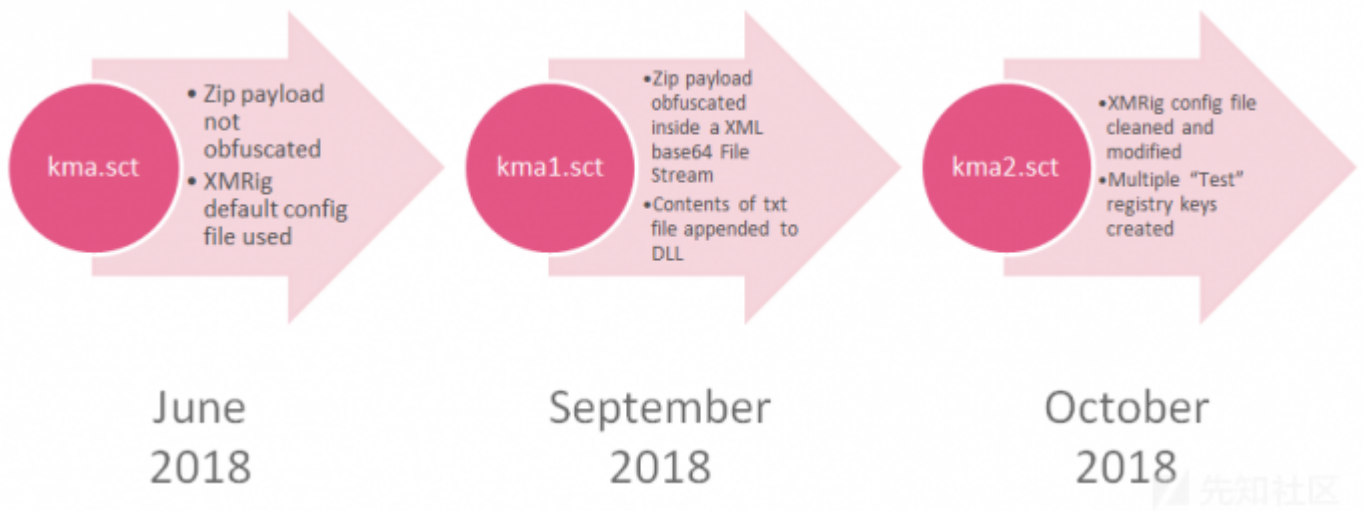 kma.sct
• Zip payload
not
obfuscated
• XMRig
default config
file used
June
2018
kma1.sct
•Zip payload
obfuscated
inside a XML
base64 File
Stream
•Contents of txt
file appended to
DLL
September
2018
kma2.sct
•XMRig config file
cleaned and
modified
•Multiple “Test”
registry keys
created
October
2018
先知社区